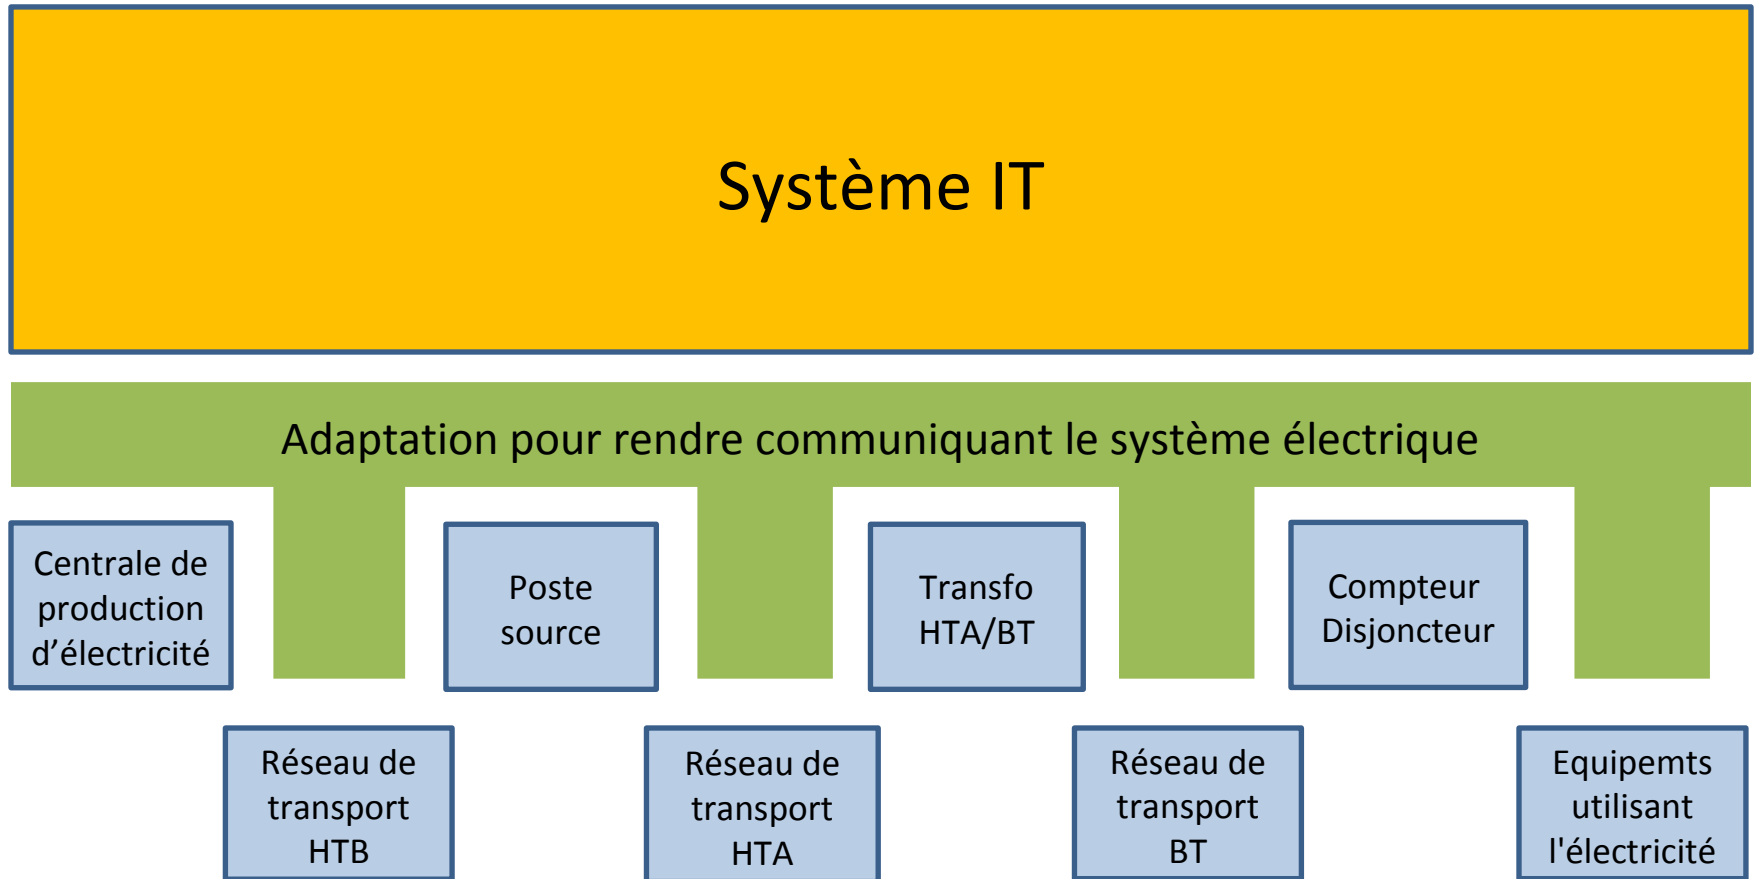 Système IT
Adaptation pour rendre communiquant le système électrique
Centrale de
production
d’électricité
Poste
source
Transfo
HTA/BT
Compteur
Disjoncteur
Réseau de
transport
HTB
Réseau de
transport
HTA
Réseau de
transport
BT
Equipemts
utilisant
l'électricité